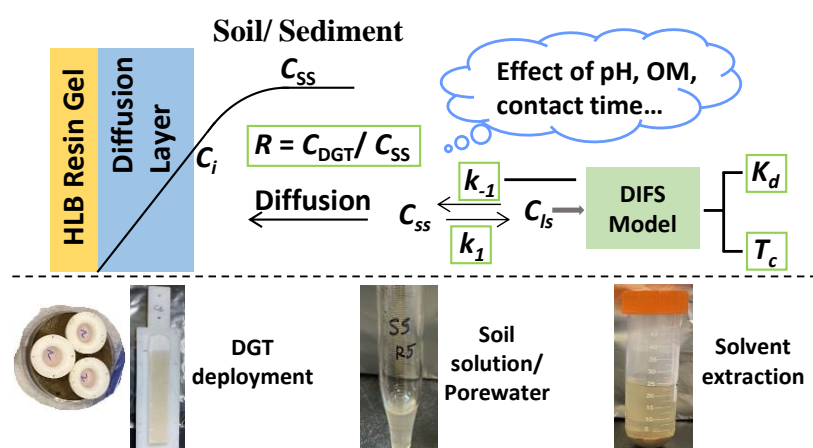 Soil/ Sediment
HLB Resin Gel
Diffusion
Layer
C_SS
C_i
R = C_DGT/ C_SS
Effect of pH, OM,
contact time…
Diffusion
C_ss
k_-1
k_1
C_ls
DIFS
Model
K_d
T_c
DGT
deployment
SS
R5
Soil
solution/
Porewater
Solvent
extraction